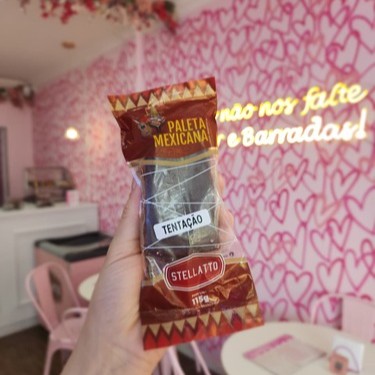 não nos falte
r e Barradas!
PALETA
MEXICANA
TENTAÇÃO
STELLATTO
115g